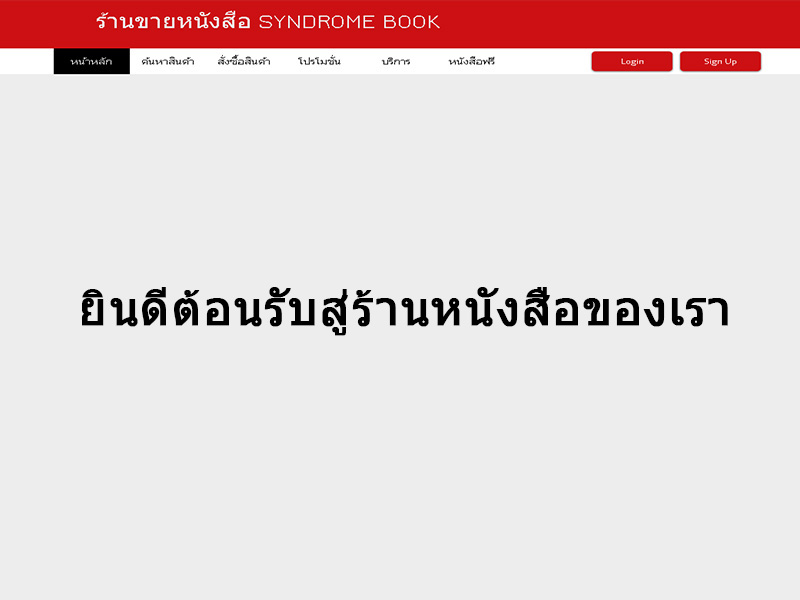 ร้านขายหนังสือ SYNDROME BOOK
หน้าหลัก ค้นหาสินค้า สั่งซื้อสินค้า โปรโมชั่น บริการ หนังสือฟรี Login Sign Up
ยินดีต้อนรับสู่ร้านหนังสือของเรา